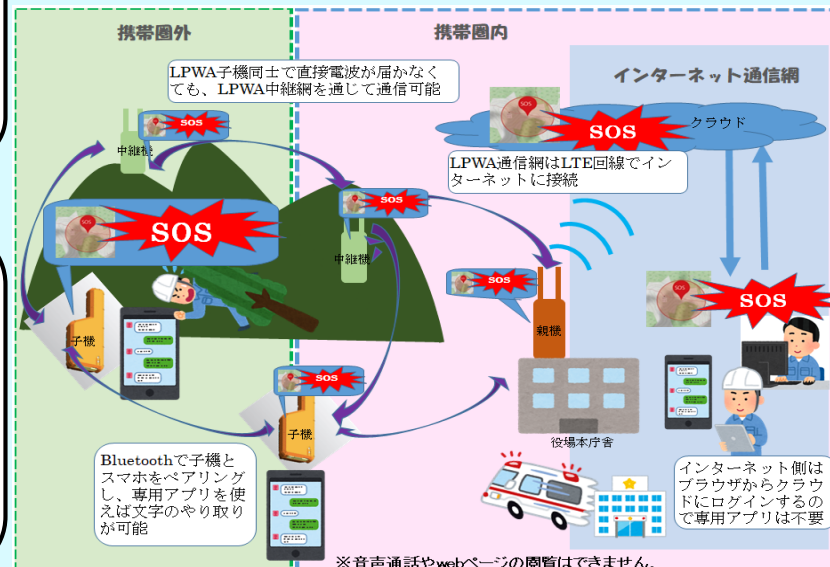 携帯圏外
携帯圏内
LPWA子機同士で直接電波が届かなく
ても、LPWA中継網を通じて通信可能
インターネット通信網
SOS
中継機
SOS
SOS
クラウド
LPWA通信網はLTE回線でインター
ターネットに接続
SOS
SOS
中継機
SOS
SOS
子機
親機
SOS
子機
役場本庁舎
Bluetoothで子機と
スマホをペアリング
し、専用アプリを使
えば文字のやり取り
が可能
インターネット側は
ブラウザからクラウ
ドにログインするの
で専用アプリは不要
※音声通話やwebページの閲覧はできません。